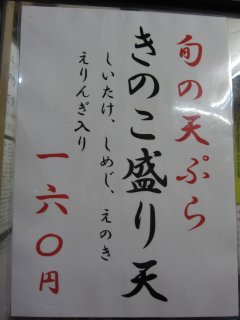 旬の天ぷら
きのこ盛り天
しいたけ、しめじ、えのき
えりんぎ入り
一六〇円